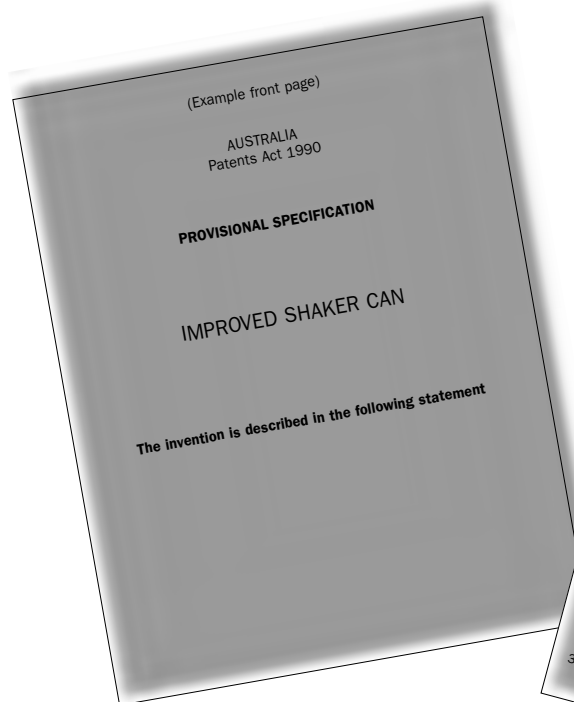 (Example front page)
AUSTRALIA
Patents Act 1990
PROVISIONAL SPECIFICATION
IMPROVED SHAKER CAN
The invention is described in the following statement
3